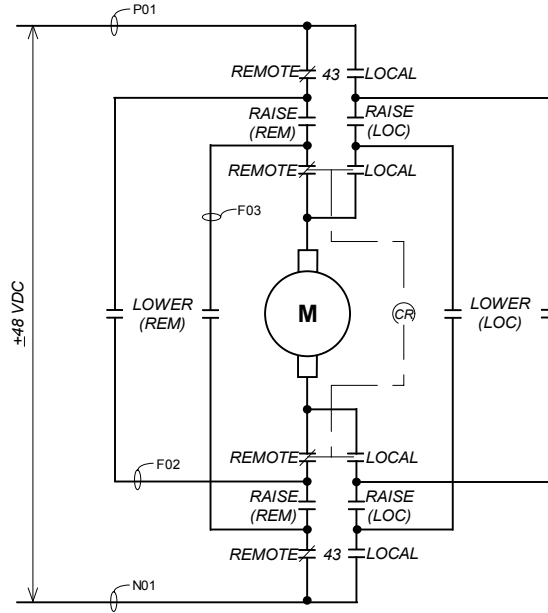 P01
REMOTE 43 LOCAL
RAISE RAISE
(REM) (LOC)
REMOTE LOCAL
F03
±48 VDC
LOWER M CR LOWER
(REM) (LOC)
REMOTE LOCAL
F02
RAISE RAISE
(REM) (LOC)
REMOTE 43 LOCAL
N01